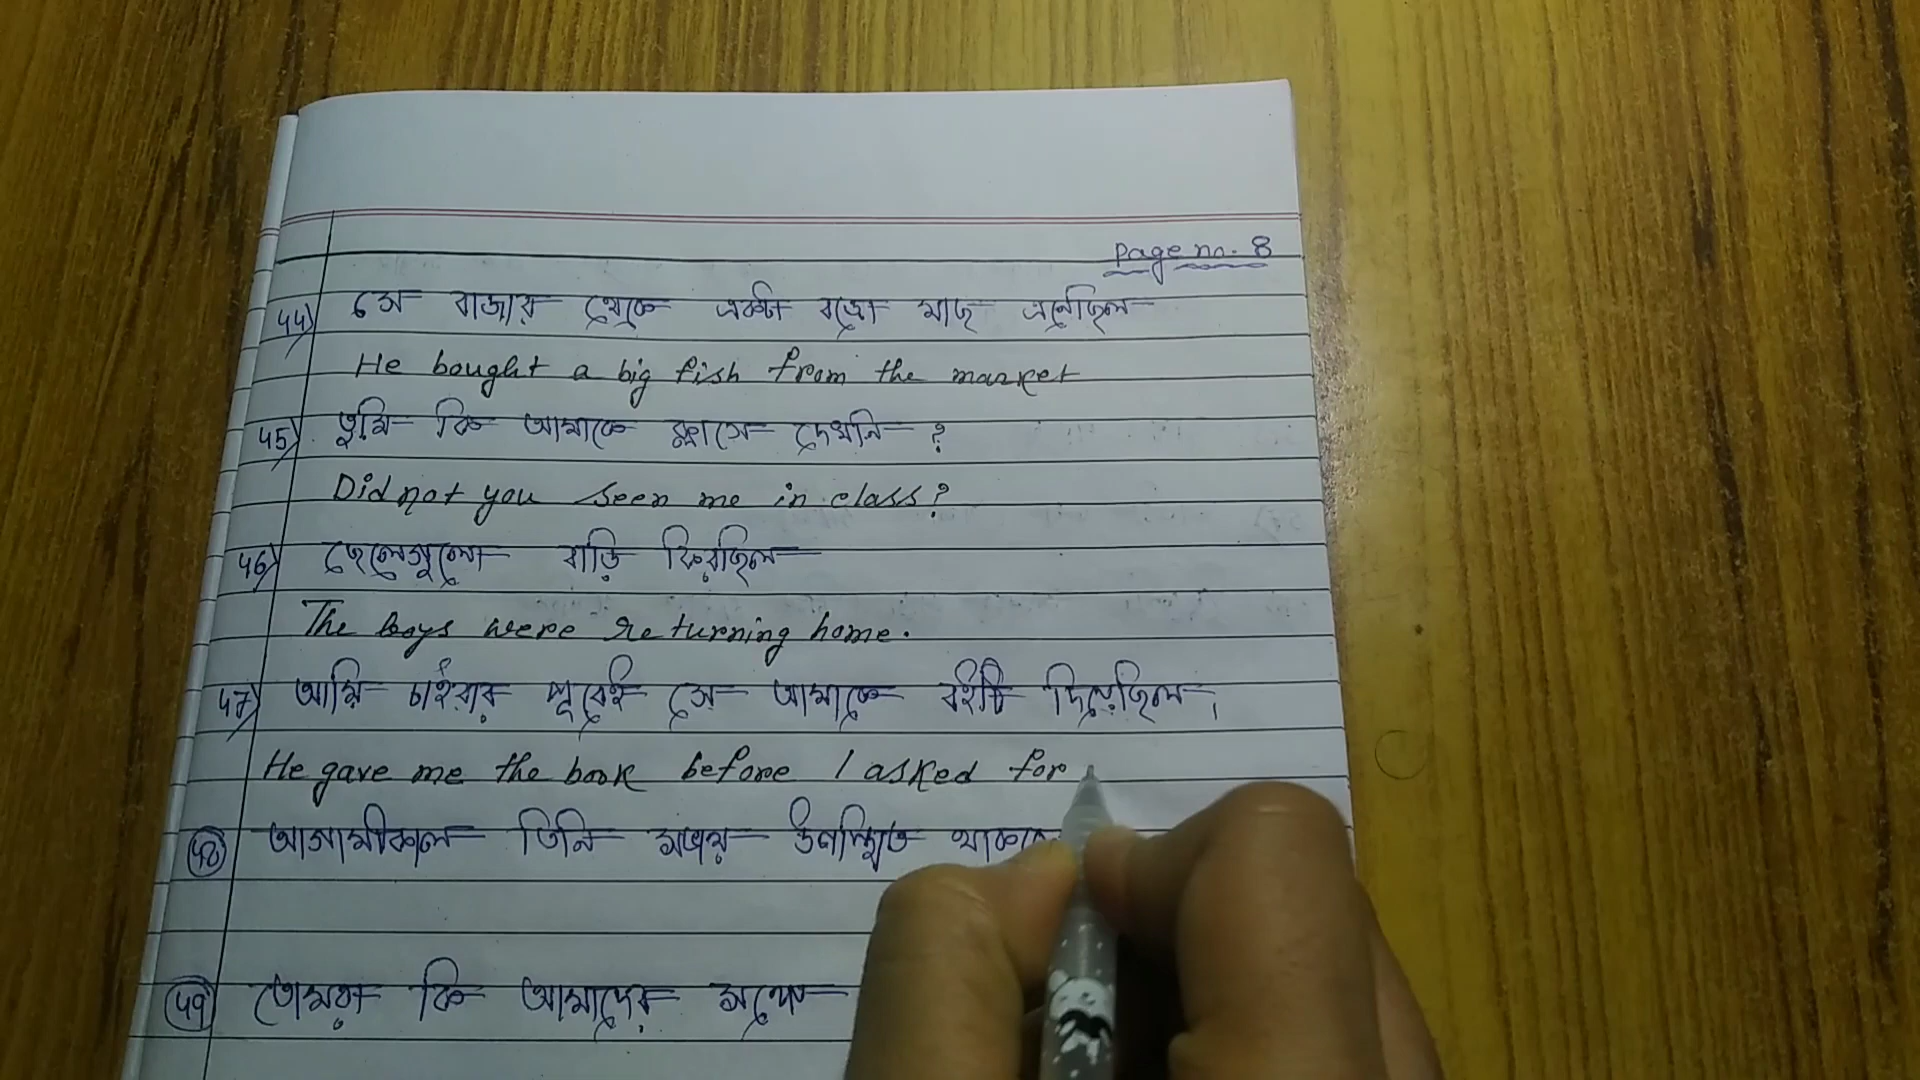 Page no. 8
44) সে বাজার থেকে একটা বড়ো মাছ এনেছিল
He bought a big fish from the market
45) তুমি কি আমাকে ক্লাসে দেখনি ?
Did not you seen me in class?
46) ছেলেগুলো বাড়ি ফিরছিল
The boys were returning home.
47) আমি চাইবার পূবেই সে আমাকে বইটি দিয়েছিল ।
He gave me the book before I asked for
48 আগামীকাল তিনি সভায় উপস্থিত
49 তোমরা কি আমাদের সঙ্গে